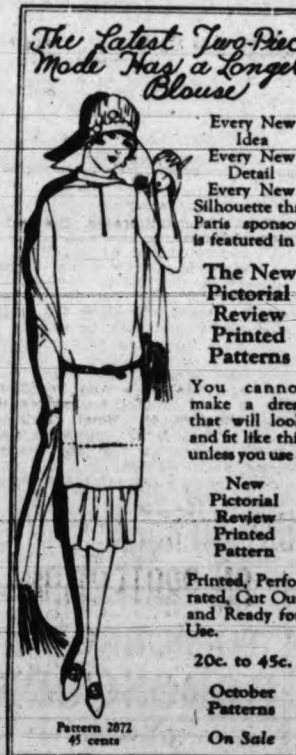 The Latest Two-Piec
Mode Has a Longe
Blouse
Every New
Idea
Every New
Detail
Every New
Silhouette tha
Paris sponso
is featured in
The New
Pictorial
Review
Printed
Patterns
You canno
make a dres
that will look
and fit like thi
unless you use
New
Pictorial
Review
Printed
Pattern
Printed, Perfo
rated, Cut Ou
and Ready fo
Use.
20c. to 45c.
October
Patterns
On Sale
Pattern 2872
45 cents